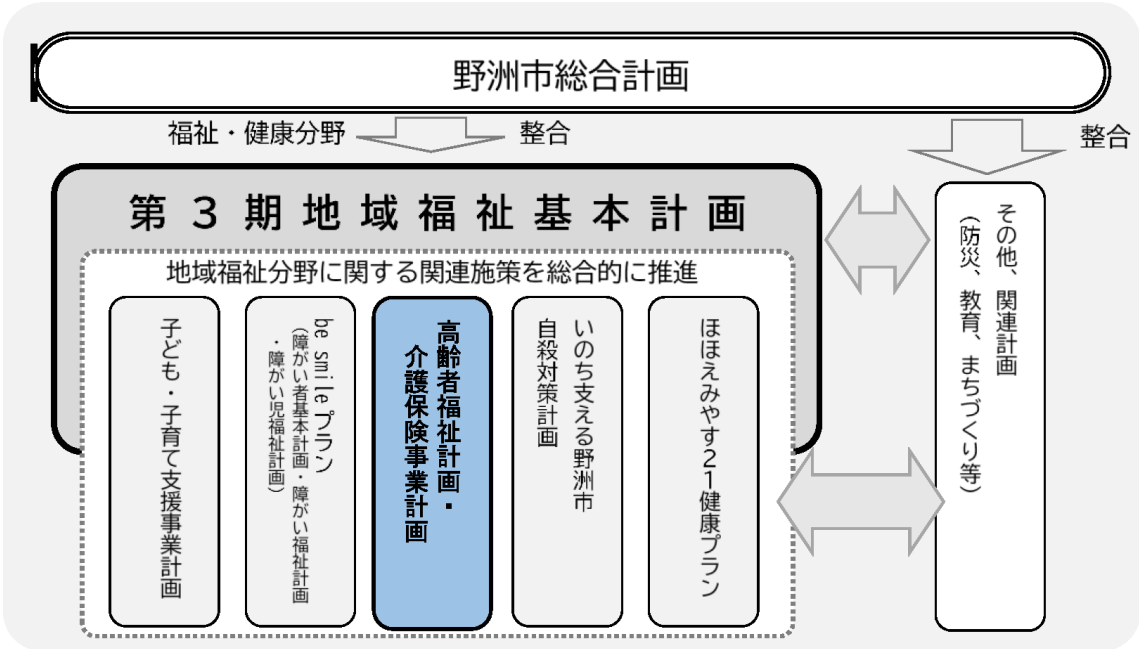 野洲市総合計画
福祉・健康分野
整合
整合
第３期地域福祉基本計画
地域福祉分野に関する関連施策を総合的に推進
子ども・子育て支援事業計画
be smileプラン
（障がい者基本計画・障がい福祉計画
・障がい児福祉計画）
高齢者福祉計画・
介護保険事業計画
いのち支える野洲市
自殺対策計画
ほほえみやす２１健康プラン
その他、関連計画
（防災、教育、まちづくり等）